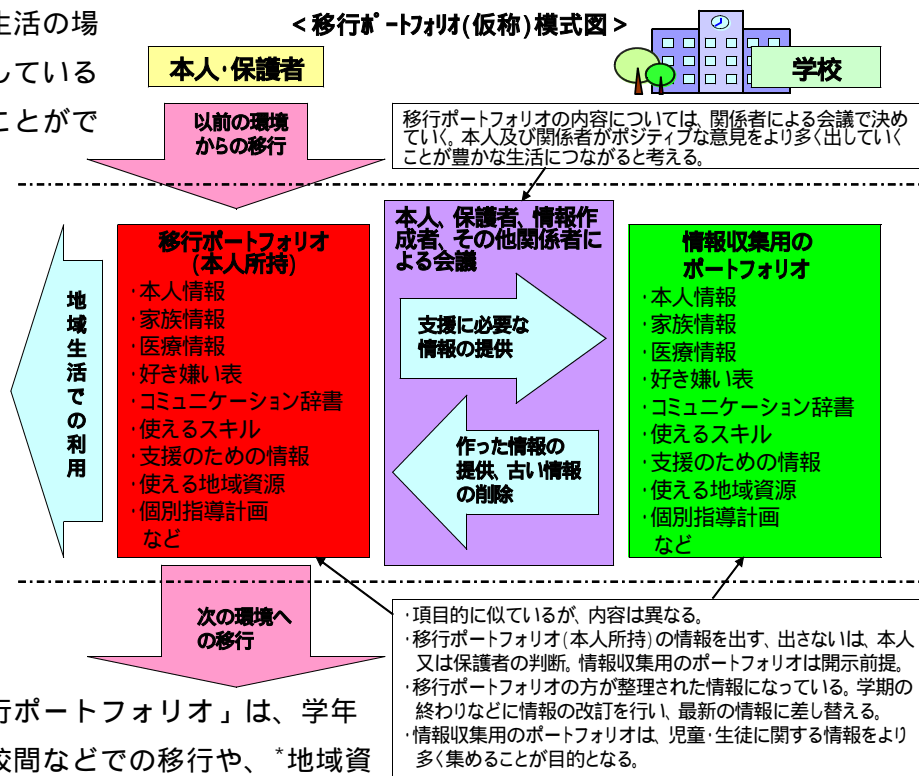 生活の場
している
ことがで
<移行ポートフォリオ(仮称)模式図>
本人・保護者
学校
以前の環境
からの移行
移行ポートフォリオの内容については、関係者による会議で決め
ていく。本人及び関係者がポジティブな意見をより多く出していく
ことが豊かな生活につながると考える。
地域生活での利用
移行ポートフォリオ
(本人所持)
・本人情報
・家族情報
・医療情報
・好き嫌い表
・コミュニケーション辞書
・使えるスキル
・支援のための情報
・使える地域資源
・個別指導計画
など
本人、保護者、情報作
成者、その他関係者に
よる会議
支援に必要な
情報の提供
作った情報の
提供、古い情報
の削除
情報収集用の
ポートフォリオ
・本人情報
・家族情報
・医療情報
・好き嫌い表
・コミュニケーション辞書
・使えるスキル
・支援のための情報
・使える地域資源
・個別指導計画
など
次の環境へ
の移行
・項目的に似ているが、内容は異なる。
・移行ポートフォリオ(本人所持)の情報を出す、出さないは、本人
又は保護者の判断。情報収集用のポートフォリオは開示前提。
・移行ポートフォリオの方が整理された情報になっている。学期の
終わりなどに情報の改訂を行い、最新の情報に差し替える。
・情報収集用のポートフォリオは、児童・生徒に関する情報をより
多く集めることが目的となる。
行ポートフォリオ」は、学年
校間などでの移行や、*地域資